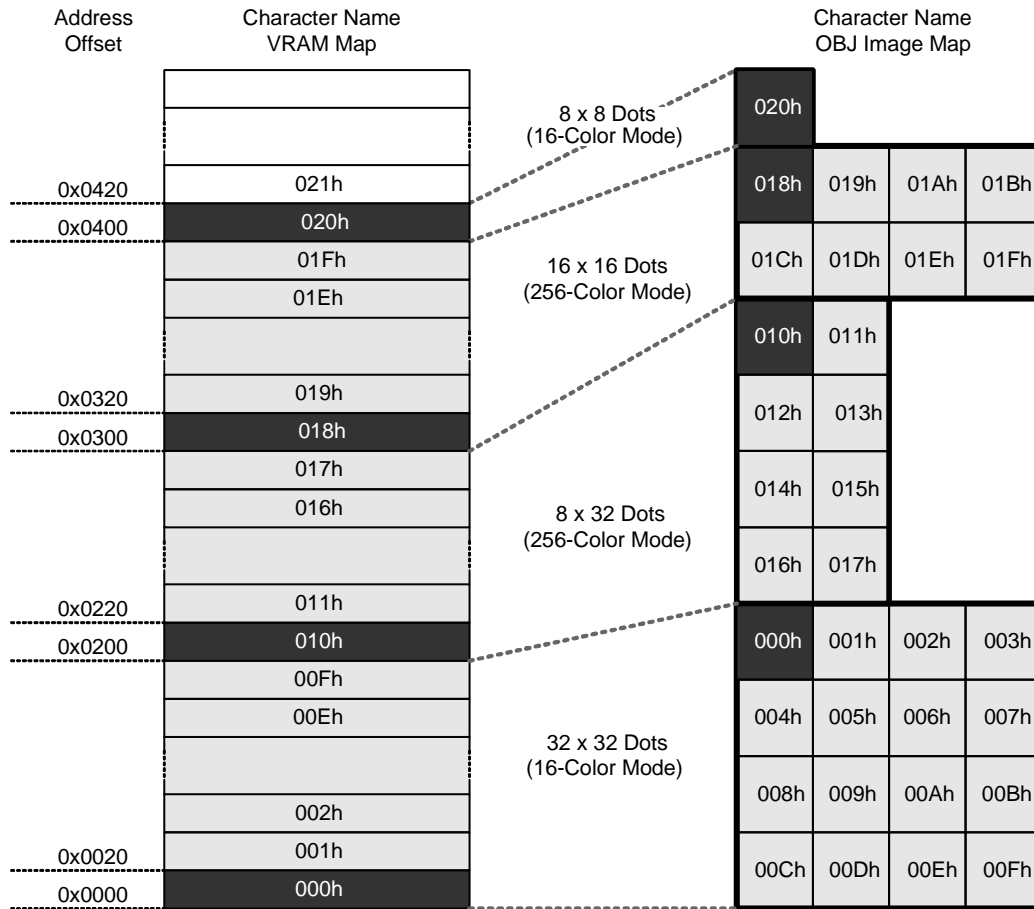 Address
Offset
Character Name
VRAM Map
Character Name
OBJ Image Map
0x0420
0x0400
0x0320
0x0300
0x0220
0x0200
0x0020
0x0000
021h
020h
01Fh
01Eh
019h
018h
017h
016h
011h
010h
00Fh
00Eh
002h
001h
000h
8 x 8 Dots
(16-Color Mode)
16 x 16 Dots
(256-Color Mode)
8 x 32 Dots
(256-Color Mode)
32 x 32 Dots
(16-Color Mode)
020h
018h 019h 01Ah 01Bh
01Ch 01Dh 01Eh 01Fh
010h 011h
012h 013h
014h 015h
016h 017h
000h 001h 002h 003h
004h 005h 006h 007h
008h 009h 00Ah 00Bh
00Ch 00Dh 00Eh 00Fh